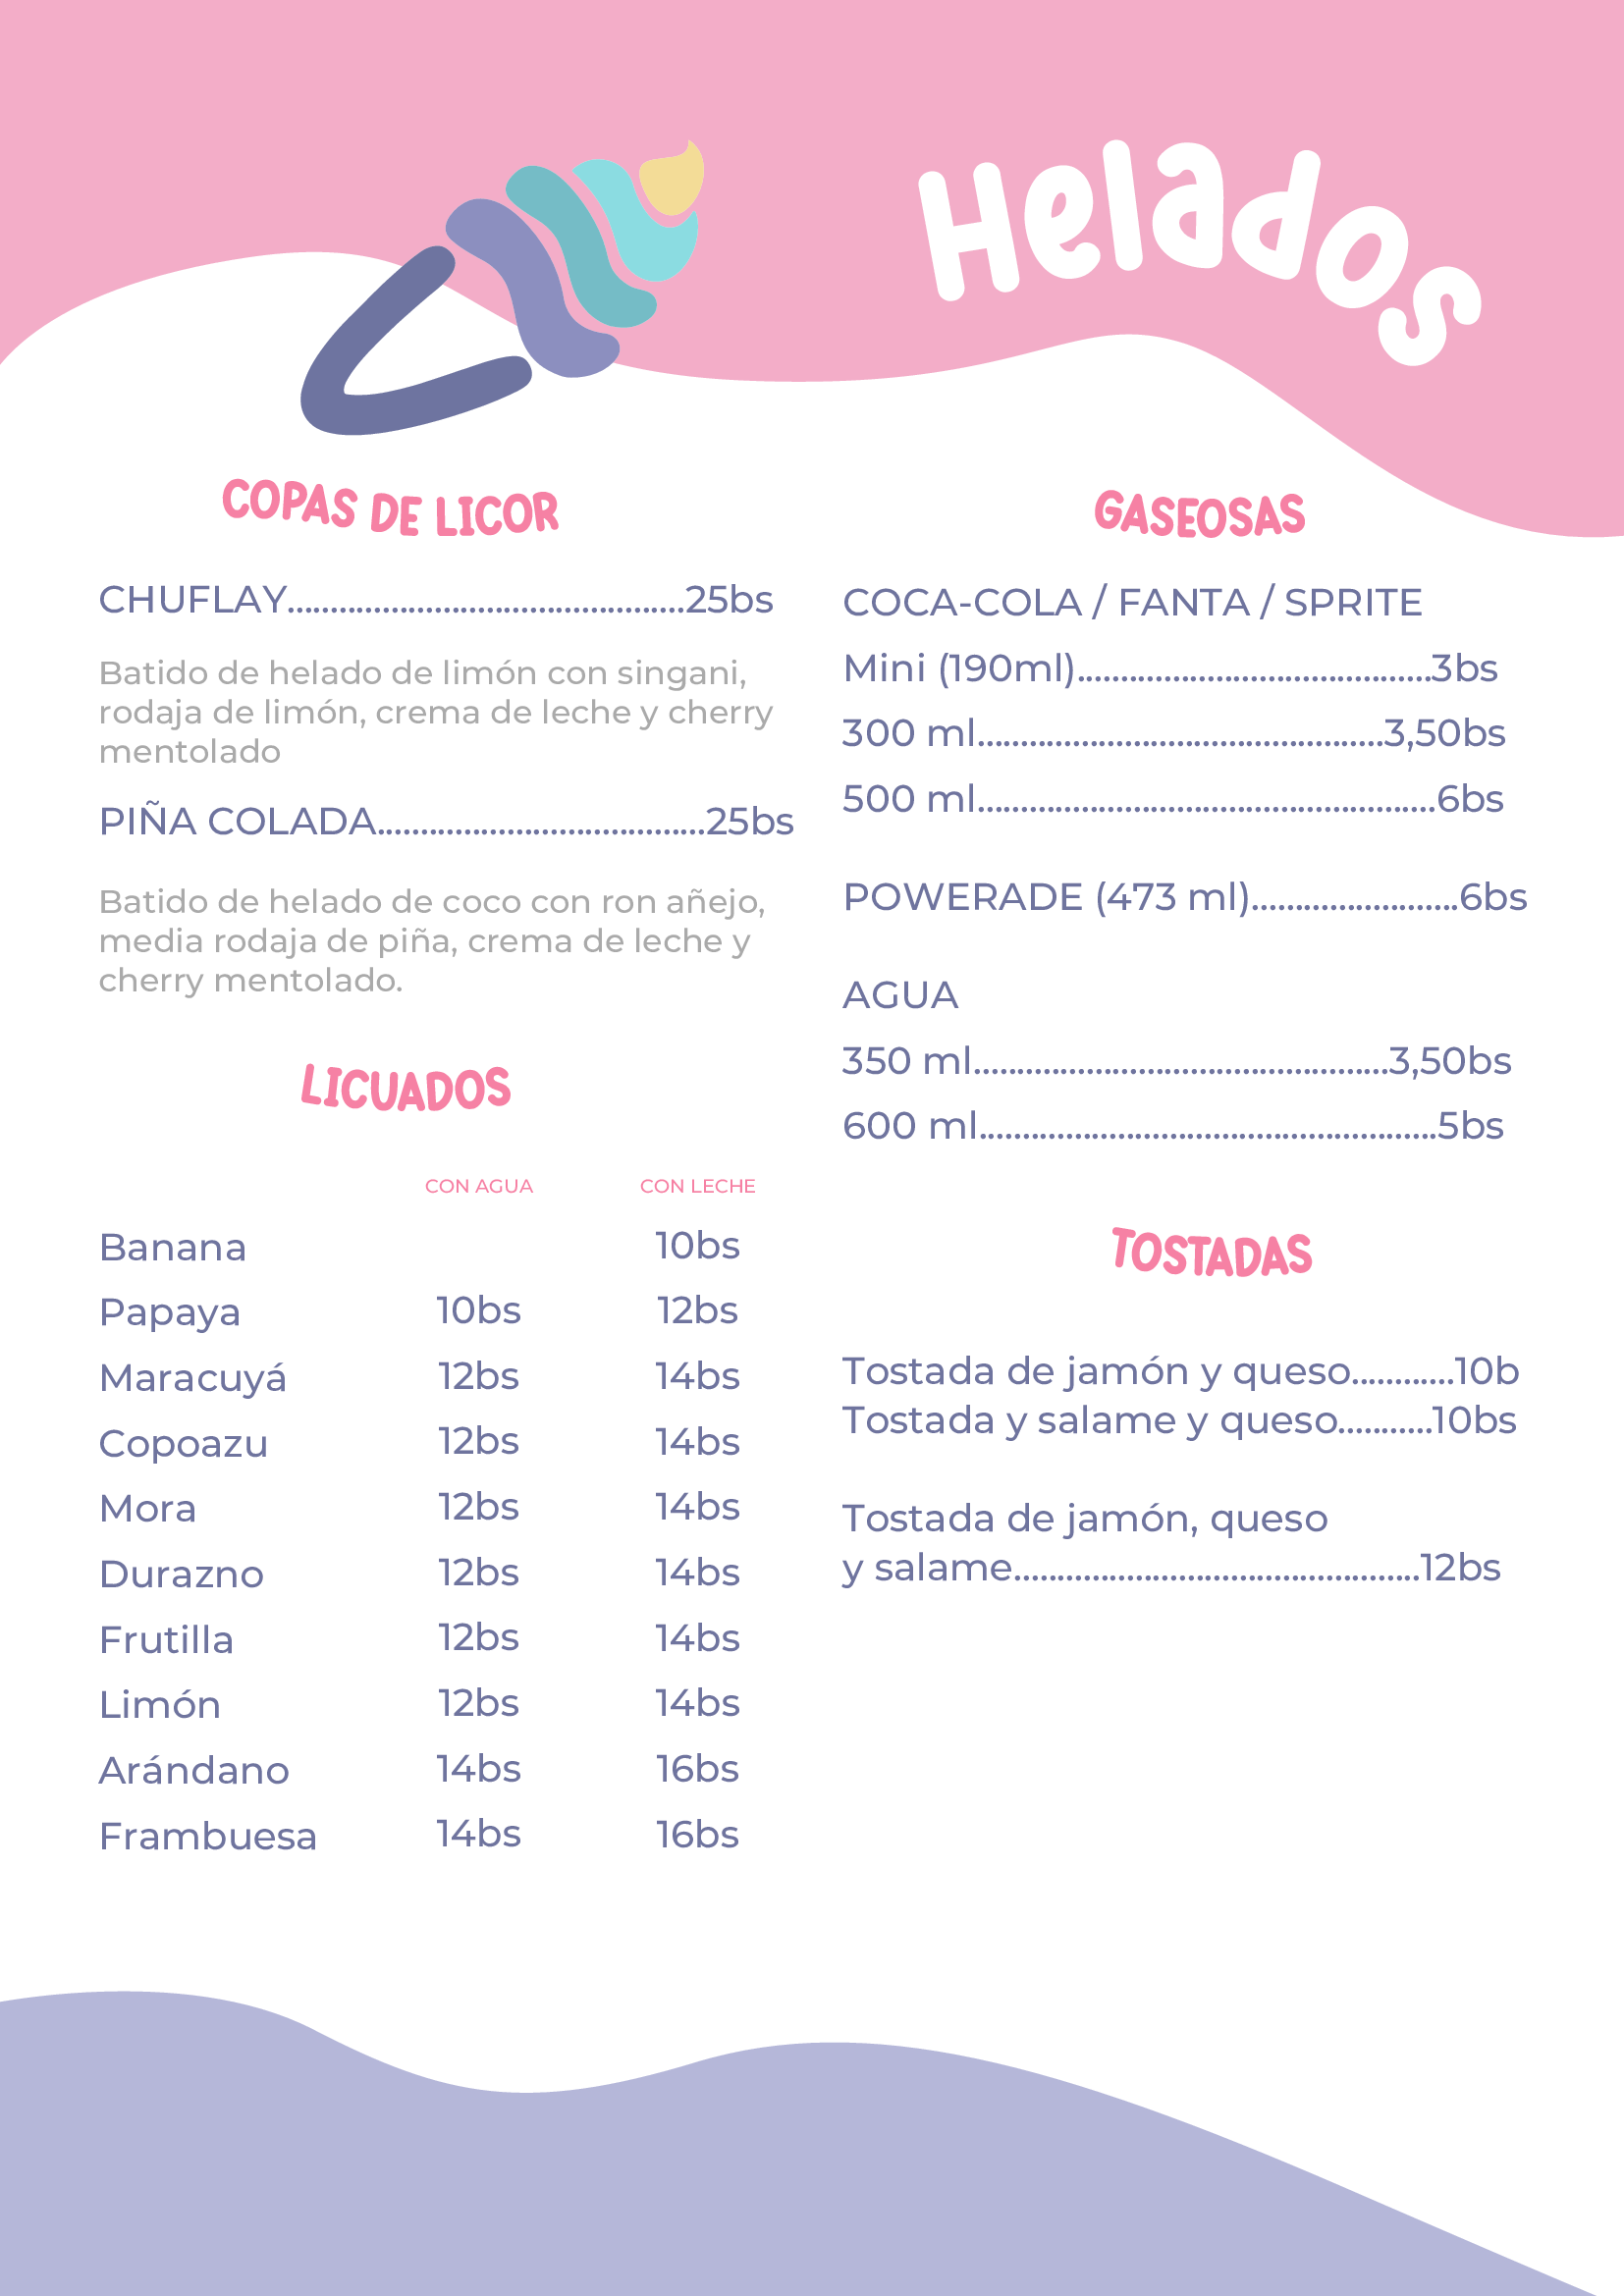 Helados
COPAS DE LICOR
CHUFLAY..............................................25bs
Batido de helado de limón con singani,
rodaja de limón, crema de leche y cherry
mentolado
PIÑA COLADA......................................25bs
Batido de helado de coco con ron añejo,
media rodaja de piña, crema de leche y
cherry mentolado.
LICUADOS
CON AGUA CON LECHE
Banana 10bs
Papaya 10bs 12bs
Maracuyá 12bs 14bs
Copoazu 12bs 14bs
Mora 12bs 14bs
Durazno 12bs 14bs
Frutilla 12bs 14bs
Limón 12bs 14bs
Arándano 14bs 16bs
Frambuesa 14bs 16bs
GASEOSAS
COCA-COLA / FANTA / SPRITE
Mini (190ml).........................................3bs
300 ml...............................................3,50bs
500 ml.....................................................6bs
POWERADE (473 ml)........................6bs
AGUA
350 ml................................................3,50bs
600 ml.....................................................5bs
TOSTADAS
Tostada de jamón y queso............10b
Tostada y salame y queso...........10bs
Tostada de jamón, queso
y salame...............................................12bs